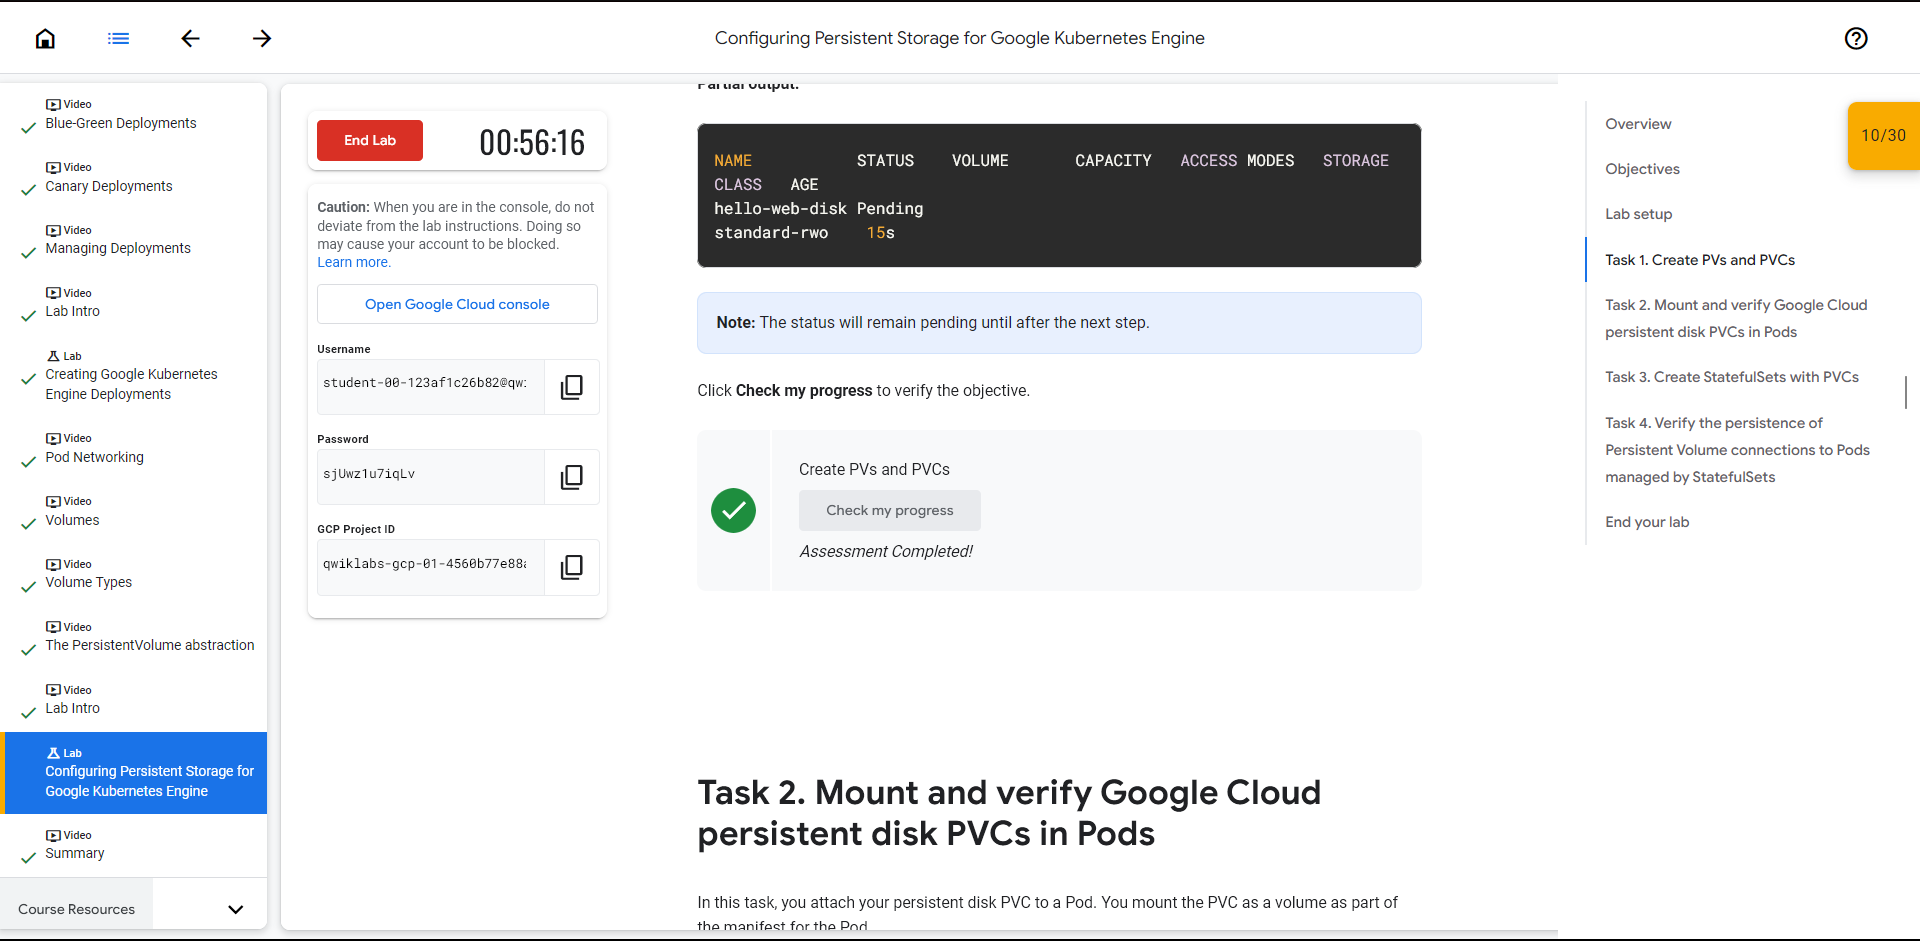 Configuring Persistent Storage for Google Kubernetes Engine
Video
Blue-Green Deployments
Video
Canary Deployments
Video
Managing Deployments
Video
Lab Intro
Lab
Creating Google Kubernetes
Engine Deployments
Video
Pod Networking
Video
Volumes
Video
Volume Types
Video
The PersistentVolume abstraction
Video
Lab Intro
Lab
Configuring Persistent Storage for
Google Kubernetes Engine
Video
Summary
Course Resources
End Lab
00:56:16
Caution: When you are in the console, do not
deviate from the lab instructions. Doing so
may cause your account to be blocked.
Learn more.
Open Google Cloud console
Username
student-00-123af1c26b82@qw
Password
sjUwz1u7iqLv
GCP Project ID
qwiklabs-gcp-01-4560b77e88
Partial output:
NAME STATUS VOLUME CAPACITY ACCESS MODES STORAGE
CLASS AGE
hello-web-disk Pending
standard-rwo 15s
Note: The status will remain pending until after the next step.
Click Check my progress to verify the objective.
Create PVs and PVCs
Check my progress
Assessment Completed!
Task 2. Mount and verify Google Cloud
persistent disk PVCs in Pods
In this task, you attach your persistent disk PVC to a Pod. You mount the PVC as a volume as part of
the manifest for the Pod
Overview
Objectives
Lab setup
Task 1. Create PVs and PVCs
Task 2. Mount and verify Google Cloud
persistent disk PVCs in Pods
Task 3. Create StatefulSets with PVCs
Task 4. Verify the persistence of
Persistent Volume connections to Pods
managed by StatefulSets
End your lab
10/30